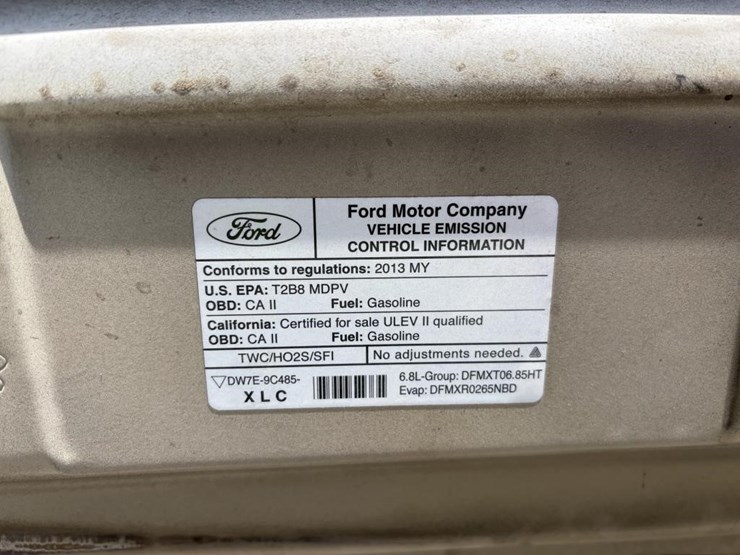 Ford
Ford Motor Company
VEHICLE EMISSION
CONTROL INFORMATION
Conforms to regulations: 2013 MY
U.S. EPA: T2B8 MDPV
OBD: CA II Fuel: Gasoline
California: Certified for sale ULEV II qualified
OBD: CA II Fuel: Gasoline
TWC/HO2S/SFI No adjustments needed.
DW7E-9C485-
XLC
6.8L-Group: DFMXT06.85HT
Evap: DFMXR0265NBD